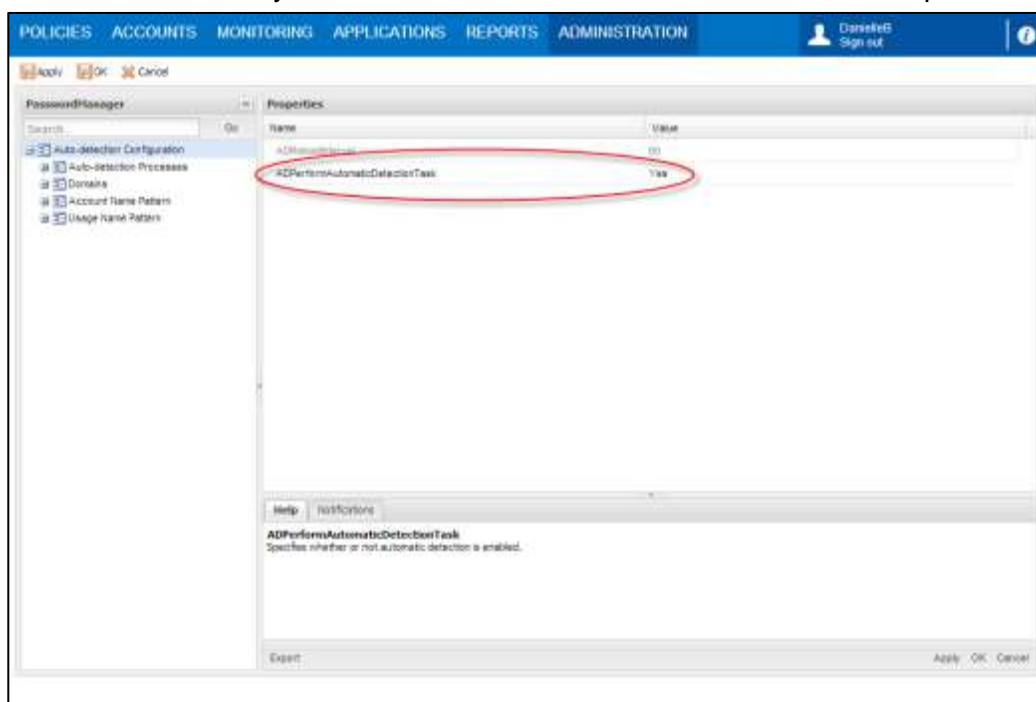 POLICIES ACCOUNTS MONITORING APPLICATIONS REPORTS ADMINISTRATION DanielleB
Sign out
Apply OK Cancel
PasswordManager
Properties
Search... Go
Name Value
Auto-detection Configuration
Auto-detection Processes
ADPerformAutomaticDetectionTask Yes
Domains
Account Name Pattern
Usage Name Pattern
Help Notifications
ADPerformAutomaticDetectionTask
Specifies whether or not automatic detection is enabled.
Export Apply OK Cancel